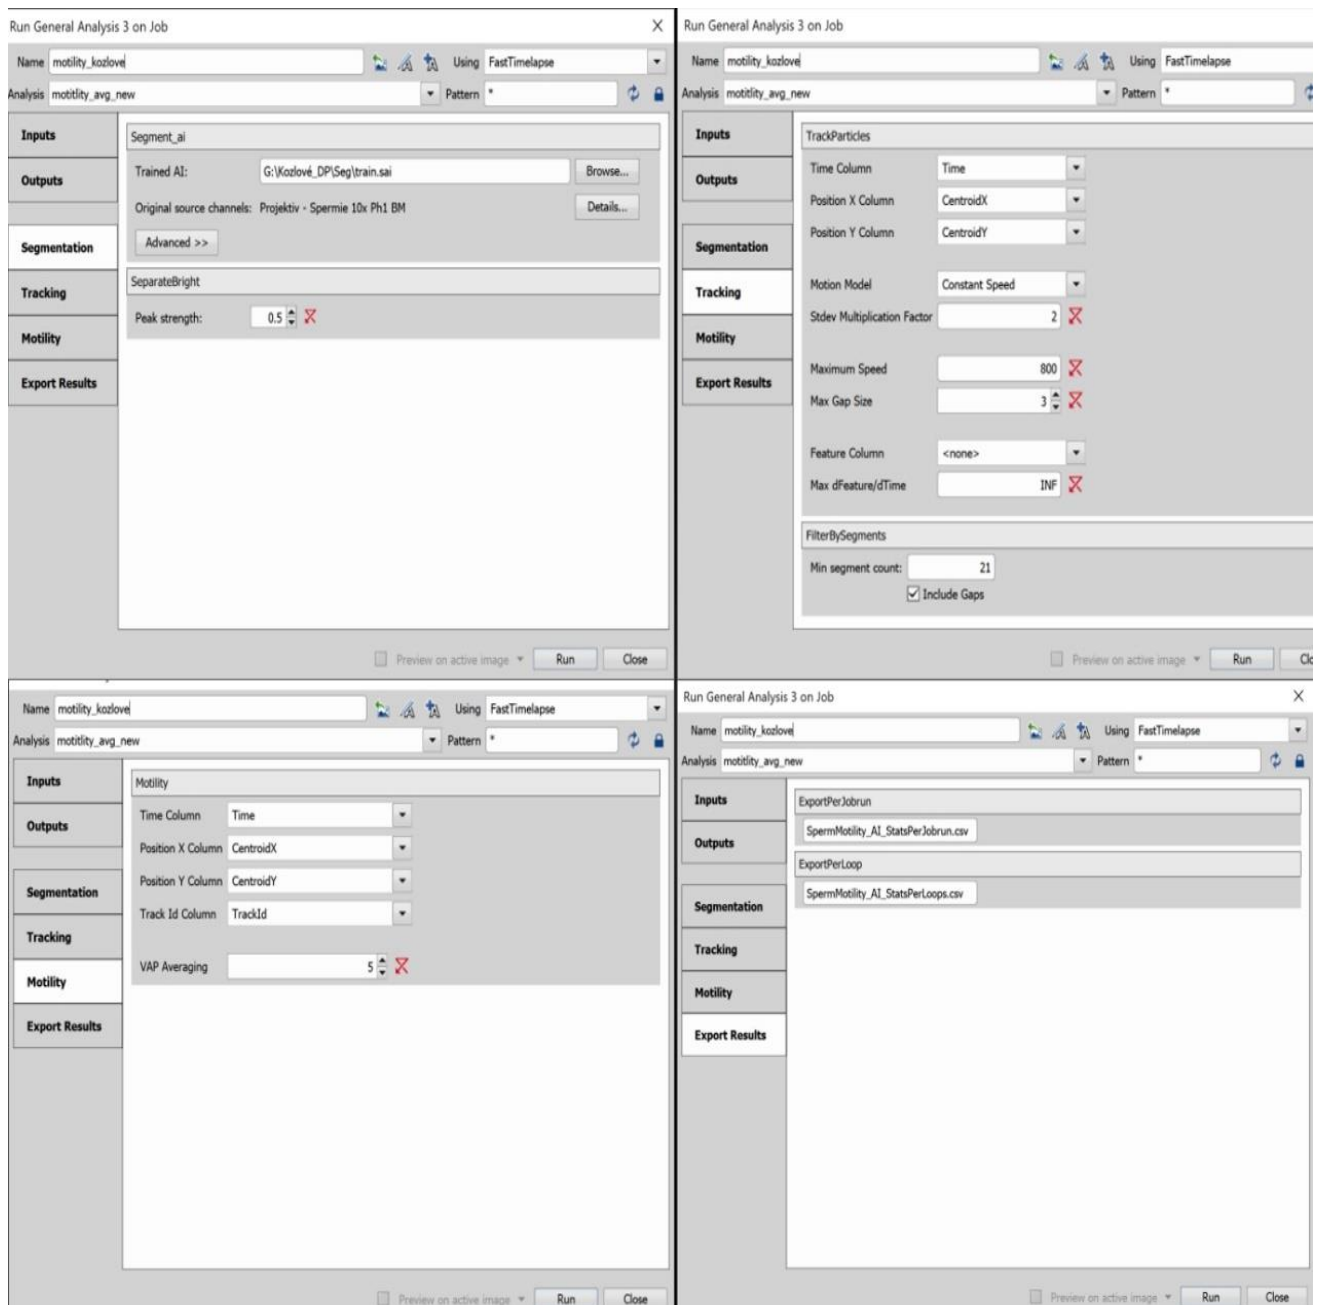 Run General Analysis 3 on Job
Name motility_kozlove Using FastTimelapse
Analysis motitlity_avg_new Pattern *
Inputs
Outputs
Segmentation
Tracking
Motility
Export Results
Segment_ai
Trained AI: G:\Kozlové_DP\Seg\train.sai Browse...
Original source channels: Projektiv - Spermie 10x Ph1 BM Details...
Advanced >>
SeparateBright
Peak strength: 0.5
Preview on active image Run Close
Run General Analysis 3 on Job
Name motility_kozlove Using FastTimelapse
Analysis motitlity_avg_new Pattern *
Inputs
Outputs
Segmentation
Tracking
Motility
Export Results
TrackParticles
Time Column Time
Position X Column CentroidX
Position Y Column CentroidY
Motion Model Constant Speed
Stdev Multiplication Factor 2
Maximum Speed 800
Max Gap Size 3
Feature Column <none>
Max dFeature/dTime INF
FilterBySegments
Min segment count: 21
Include Gaps
Preview on active image Run Clo
Name motility_kozlove Using FastTimelapse
Analysis motitlity_avg_new Pattern *
Inputs
Outputs
Segmentation
Tracking
Motility
Export Results
Motility
Time Column Time
Position X Column CentroidX
Position Y Column CentroidY
Track Id Column TrackId
VAP Averaging 5
Preview on active image Run Close
Run General Analysis 3 on Job
Name motility_kozlove Using FastTimelapse
Analysis motitlity_avg_new Pattern *
Inputs
Outputs
Segmentation
Tracking
Motility
Export Results
ExportPerJobrun
SpermMotility_AI_StatsPerJobrun.csv
ExportPerLoop
SpermMotility_AI_StatsPerLoops.csv
Preview on active image Run Close